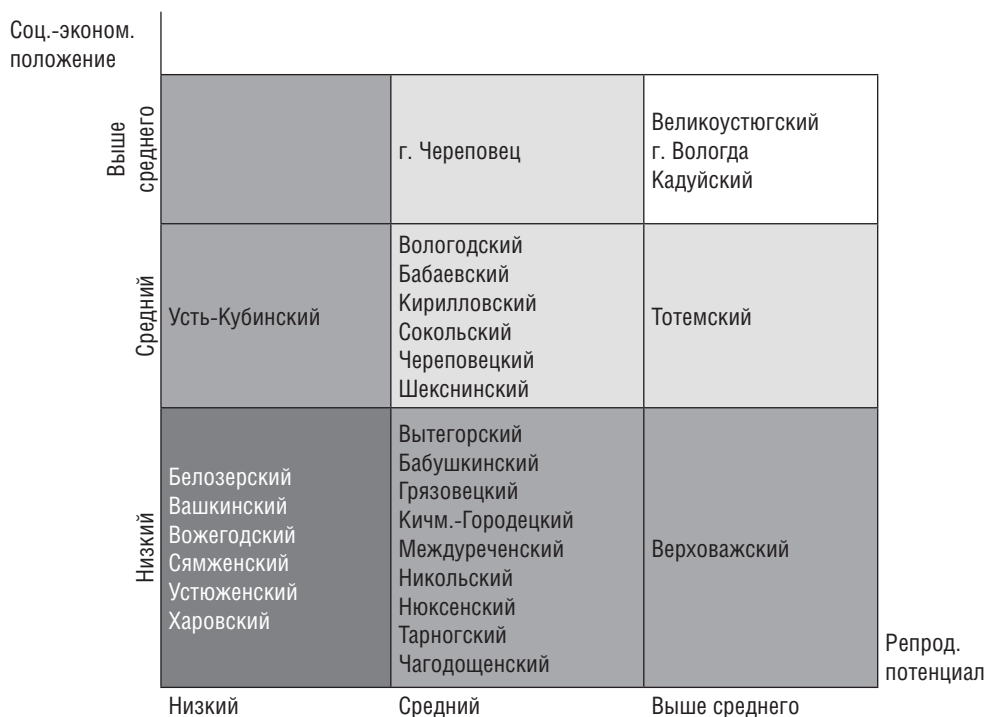 Соц.-эконом.
положение
Выше
среднего
г. Череповец
Великоустюгский
г. Вологда
Кадуйский
Средний
Усть-Кубинский
Вологодский
Бабаевский
Кирилловский
Сокольский
Череповецкий
Шекснинский
Тотемский
Низкий
Белозерский
Вашкинский
Вожегодский
Сямженский
Устюженский
Харовский
Вытегорский
Бабушкинский
Грязовецкий
Кичм.-Городецкий
Междуреченский
Никольский
Нюксенский
Тарногский
Чагодощенский
Верховажский
Репрод.
потенциал
Низкий
Средний
Выше среднего